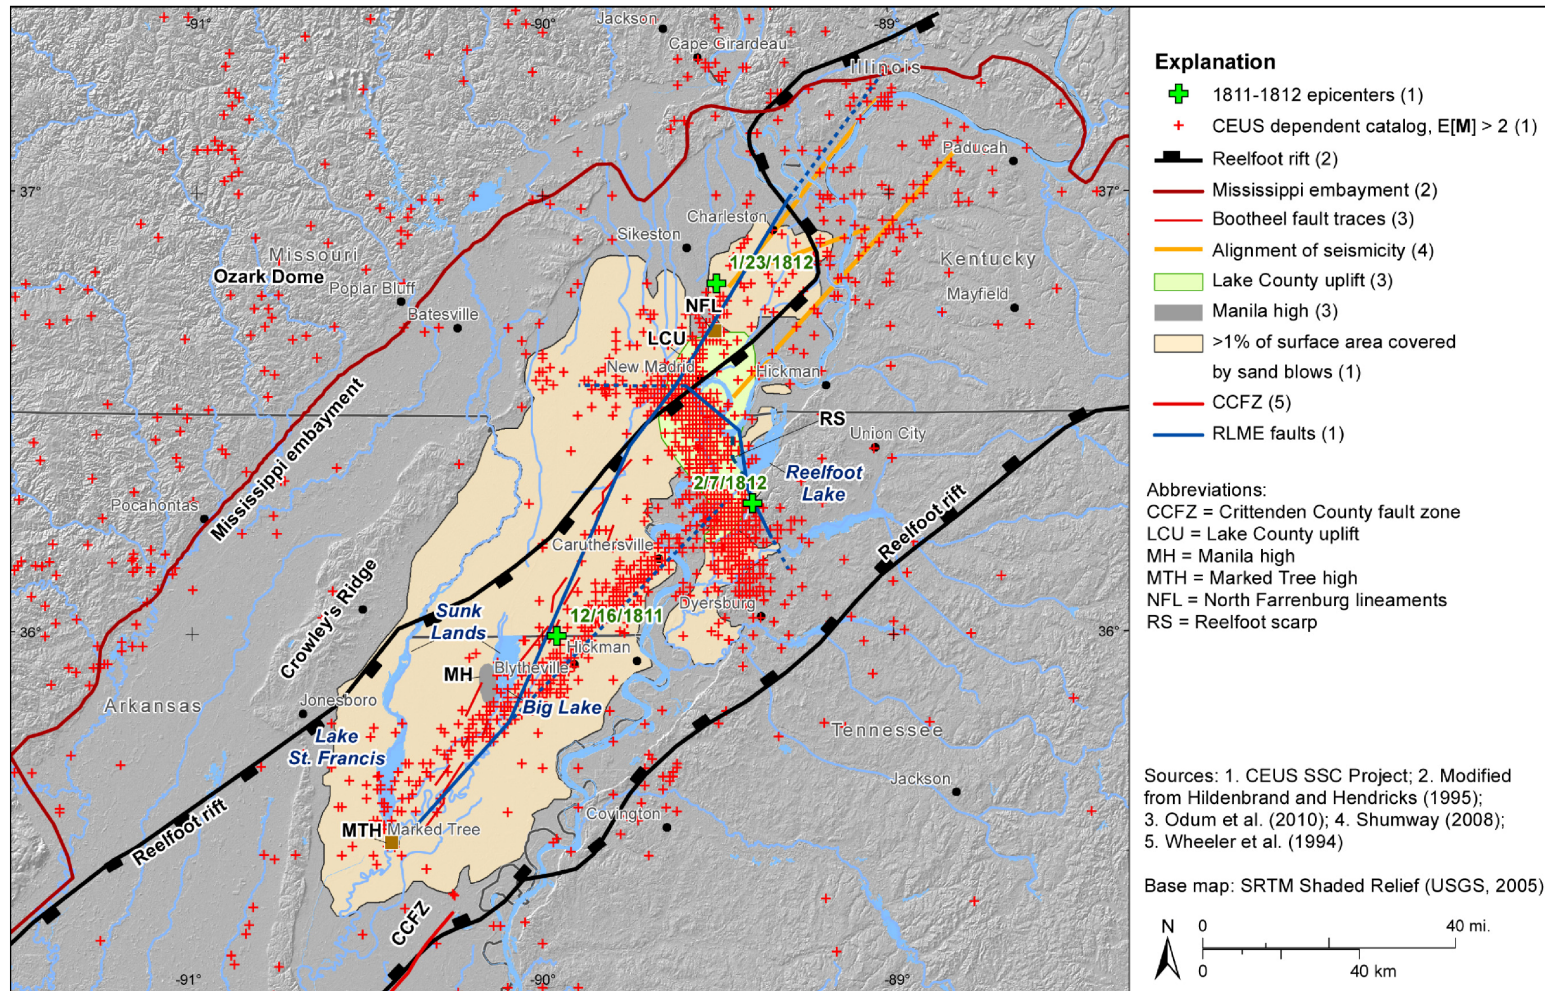 -91°
-90°
-89°
Jackson
Cape Girardeau
Illinois
Paducah
37°
37°
Charleston
Sikeston
Missouri
Ozark Dome
Poplar Bluff
Batesville
1/23/1812
Kentucky
Mayfield
NFL
LCU
New Madrid
Hickman
RS
Union City
Mississippi embayment
Pocahontas
2/7/1812
Reelfoot
Lake
Reelfoot rift
Caruthersville
Crowley's Ridge
Sunk
Lands
12/16/1811
Dyersburg
36°
36°
Hickman
MH
Blytheville
Big Lake
Arkansas
Jonesboro
Lake
St. Francis
Tennessee
Jackson
Covington
Reelfoot rift
MTH
Marked Tree
CCFZ
-91°
-90°
-89°
Explanation
1811-1812 epicenters (1)
CEUS dependent catalog, E[M] > 2 (1)
Reelfoot rift (2)
Mississippi embayment (2)
Bootheel fault traces (3)
Alignment of seismicity (4)
Lake County uplift (3)
Manila high (3)
>1% of surface area covered
by sand blows (1)
CCFZ (5)
RLME faults (1)
Abbreviations:
CCFZ = Crittenden County fault zone
LCU = Lake County uplift
MH = Manila high
MTH = Marked Tree high
NFL = North Farrenburg lineaments
RS = Reelfoot scarp
Sources: 1. CEUS SSC Project; 2. Modified
from Hildenbrand and Hendricks (1995);
3. Odum et al. (2010); 4. Shumway (2008);
5. Wheeler et al. (1994)
Base map: SRTM Shaded Relief (USGS, 2005)
N
0
40 mi.
0
40 km